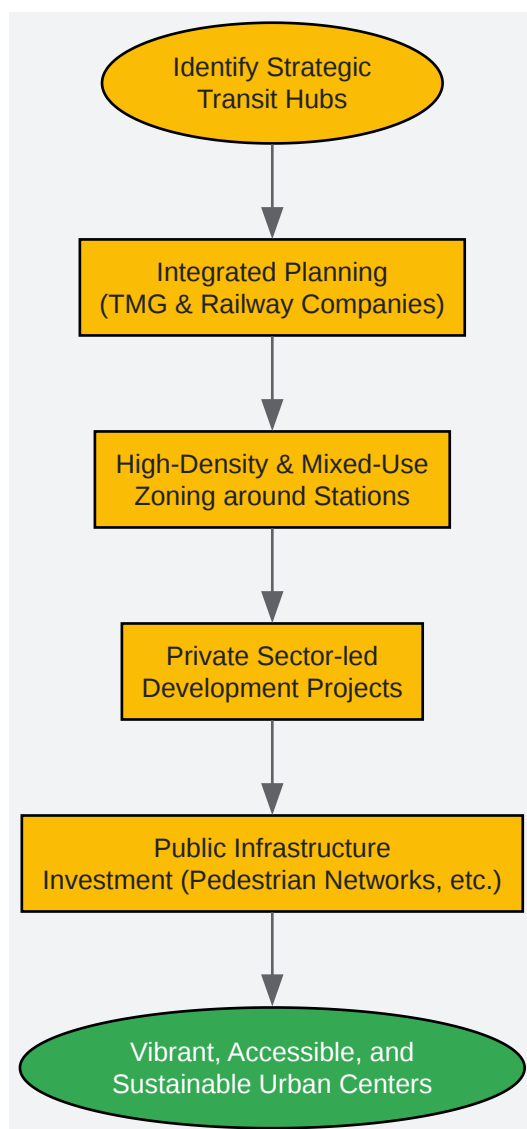 Identify Strategic
Transit Hubs
Integrated Planning
(TMG & Railway Companies)
High-Density & Mixed-Use
Zoning around Stations
Private Sector-led
Development Projects
Public Infrastructure
Investment (Pedestrian Networks, etc.)
Vibrant, Accessible, and
Sustainable Urban Centers